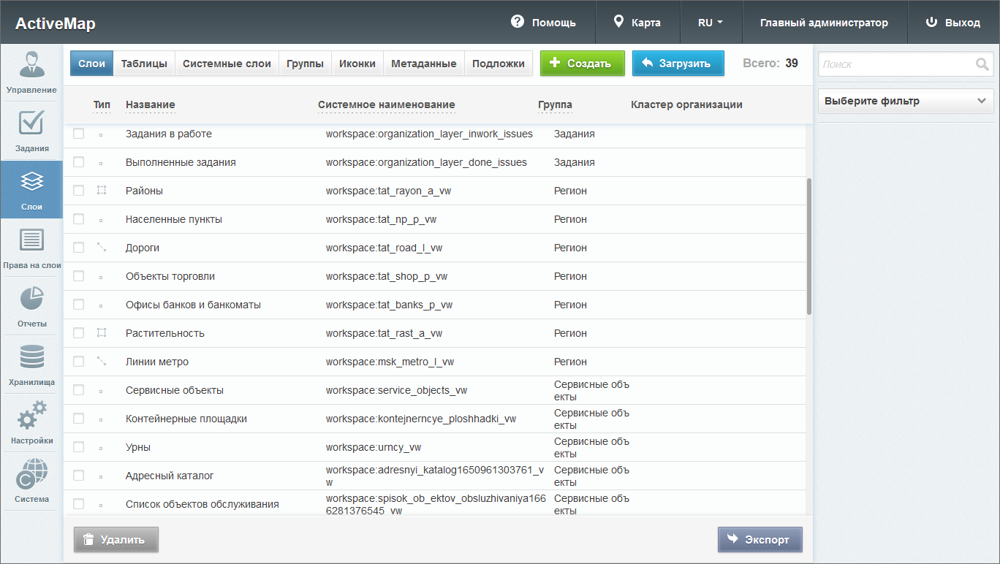 ActiveMap
Помощь
Карта
RU
Главный администратор
Выход
Управление
Задания
Слои
Права на слои
Отчеты
Хранилища
Настройки
Система
Слои Таблицы Системные слои Группы Иконки Метаданные Подложки Создать Загрузить Всего: 39
Тип Название Системное наименование Группа Кластер организации
Задания в работе workspace:organization_layer_inwork_issues Задания
Выполненные задания workspace:organization_layer_done_issues Задания
Районы workspace:tat_rayon_a_vw Регион
Населенные пункты workspace:tat_np_p_vw Регион
Дороги workspace:tat_road_l_vw Регион
Объекты торговли workspace:tat_shop_p_vw Регион
Офисы банков и банкоматы workspace:tat_banks_p_vw Регион
Растительность workspace:tat_rast_a_vw Регион
Линии метро workspace:msk_metro_l_vw Регион
Сервисные объекты workspace:service_objects_vw Сервисные объ
екты
Контейнерные площадки workspace:kontejnerncye_ploshhadki_vw Сервисные объ
екты
Урны workspace:urncy_vw Сервисные объ
екты
Адресный каталог workspace:adresnyi_katalog1650961303761_v Сервисные объ
w екты
Список объектов обслуживания workspace:spisok_ob_ektov_obsluzhivaniya166 Сервисные объ
6281376545_vw екты
Удалить
Экспорт
Поиск
Выберите фильтр